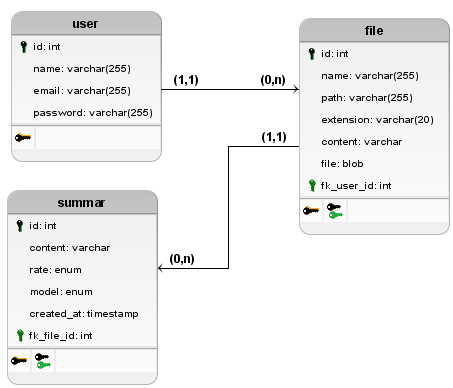 user
id: int
name: varchar(255)
email: varchar(255)
password: varchar(255)
(1,1)
(0,n)
file
id: int
name: varchar(255)
path: varchar(255)
extension: varchar(20)
content: varchar
file: blob
fk_user_id: int
(1,1)
(0,n)
summar
id: int
content: varchar
rate: enum
model: enum
created_at: timestamp
fk_file_id: int